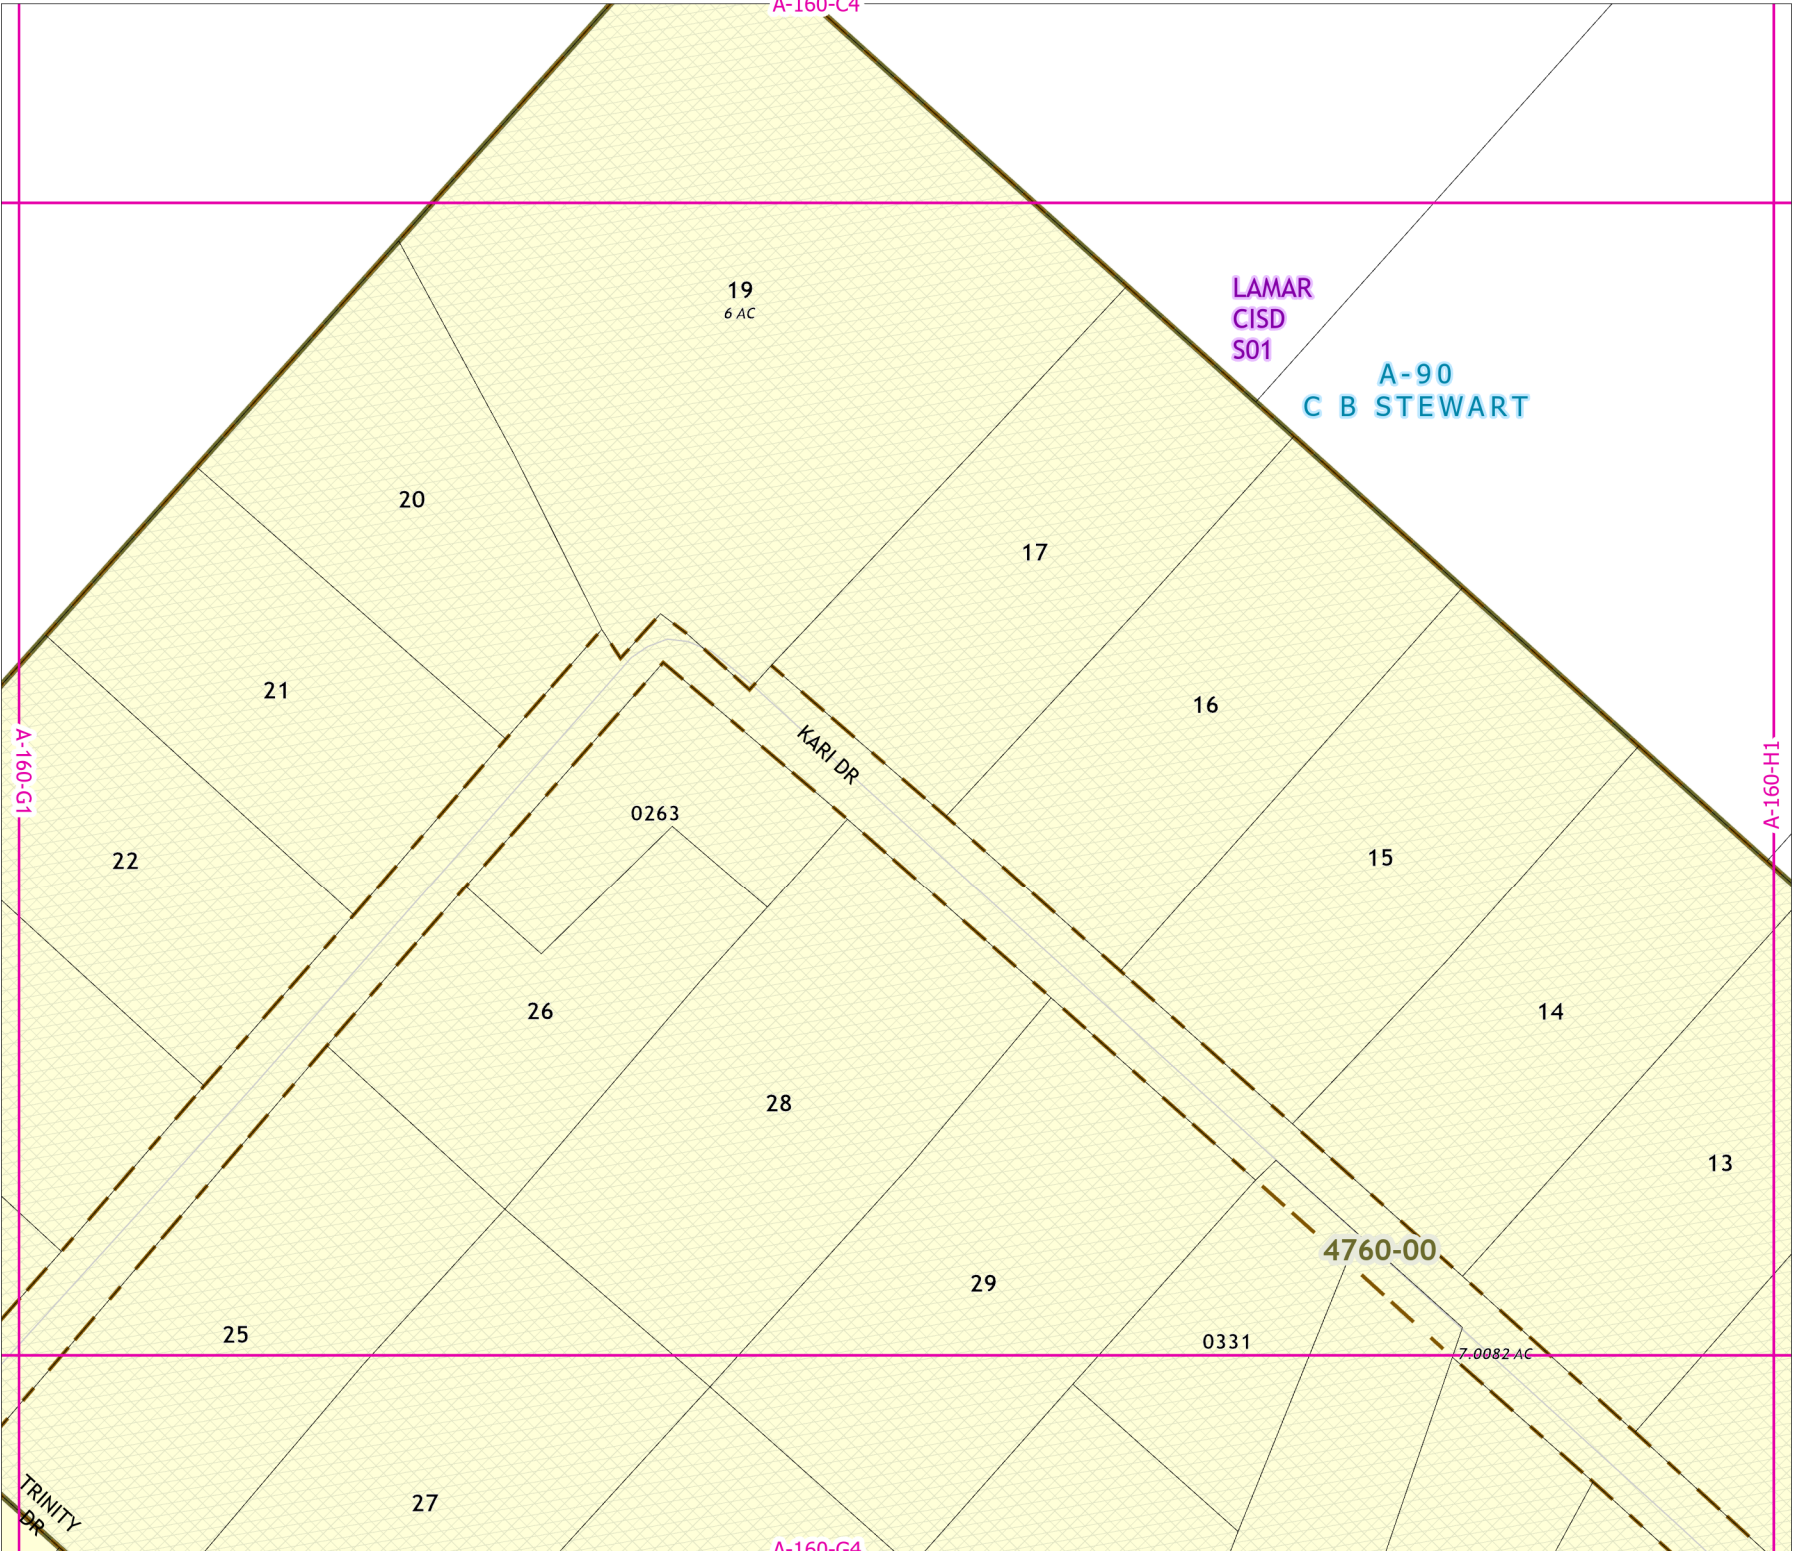 A-160-C4
19
6 AC
LAMAR
CISD
S01
A-90
C B STEWART
20
17
21
16
A-160-G1
KARI DR
A-160-H1
0263
22
15
26
14
28
13
4760-00
29
25
0331
7.0082 AC
27
TRINITY
DR
A-160-G4